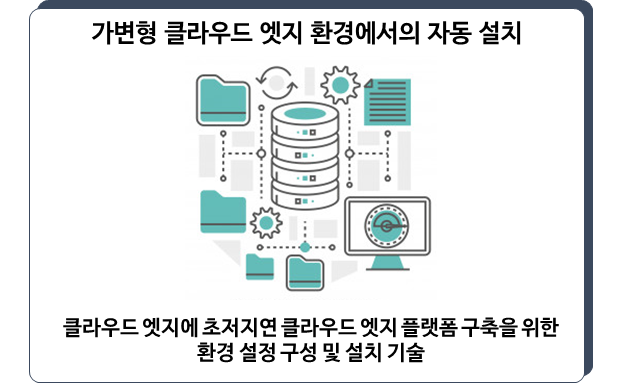 가변형 클라우드 엣지 환경에서의 자동 설치
클라우드 엣지에 초저지연 클라우드 엣지 플랫폼 구축을 위한
환경 설정 구성 및 설치 기술